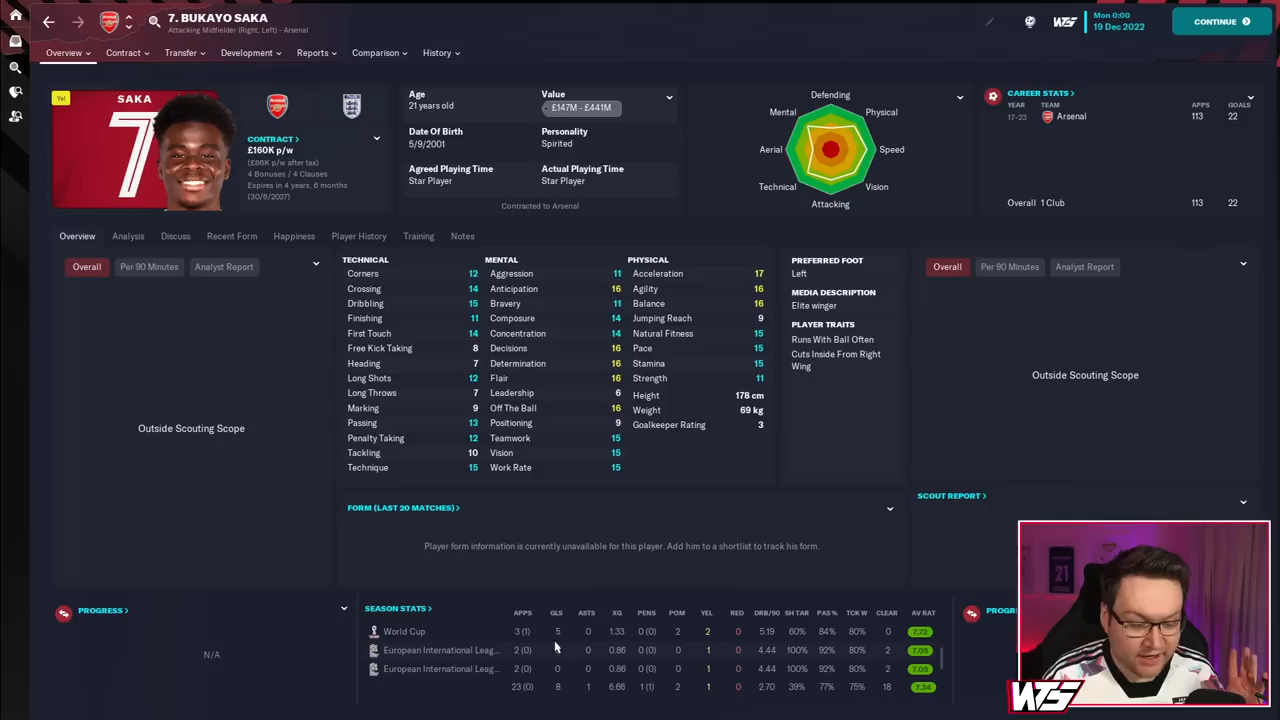 7. BUKAYO SAKA
Attacking Midfielder (Right, Left) - Arsenal
WTS
Mon 0:00
19 Dec 2022
CONTINUE
Overview
Contract
Transfer
Development
Reports
Comparison
History
Yel
SAKA
7
CONTRACT >
£160K p/w
(£86K p/w after tax)
4 Bonuses / 4 Clauses
Expires in 4 years, 6 months
(30/6/2027)
Age
21 years old
Value
£147M - £441M
Date Of Birth
5/9/2001
Personality
Spirited
Agreed Playing Time
Star Player
Actual Playing Time
Star Player
Contracted to Arsenal
Defending
Mental
Physical
Aerial
Speed
Technical
Vision
Attacking
CAREER STATS >
YEAR TEAM APPS GOALS
17-23 Arsenal 113 22
Overall 1 Club 113 22
Overview
Analysis
Discuss
Recent Form
Happiness
Player History
Training
Notes
Overall
Per 90 Minutes
Analyst Report
Outside Scouting Scope
TECHNICAL
Corners 12
Crossing 14
Dribbling 15
Finishing 11
First Touch 14
Free Kick Taking 8
Heading 7
Long Shots 12
Long Throws 7
Marking 9
Passing 13
Penalty Taking 12
Tackling 10
Technique 15
MENTAL
Aggression 11
Anticipation 16
Bravery 11
Composure 14
Concentration 14
Decisions 16
Determination 16
Flair 16
Leadership 6
Off The Ball 16
Positioning 9
Teamwork 15
Vision 15
Work Rate 15
PHYSICAL
Acceleration 17
Agility 16
Balance 16
Jumping Reach 9
Natural Fitness 15
Pace 15
Stamina 15
Strength 11
Height 178 cm
Weight 69 kg
Goalkeeper Rating 3
PREFERRED FOOT
Left
MEDIA DESCRIPTION
Elite winger
PLAYER TRAITS
Runs With Ball Often
Cuts Inside From Right
Wing
Overall
Per 90 Minutes
Analyst Report
Outside Scouting Scope
FORM (LAST 20 MATCHES) >
Player form information is currently unavailable for this player. Add him to a shortlist to track his form.
SCOUT REPORT >
PROGRESS >
N/A
SEASON STATS >
APPS GLS ASTS XG PENS POM YEL RED DRB/90 SH TAR PAS % TCK W CLEAR AV RAT
World Cup 3 (1) 5 0 1.33 0 (0) 2 2 0 5.19 60% 84% 80% 0 7.72
European International Leag... 2 (0) 0 0 0.86 0 (0) 0 1 0 4.44 100% 92% 80% 2 7.05
European International Leag... 2 (0) 0 0 0.86 0 (0) 0 1 0 4.44 100% 92% 80% 2 7.05
23 (0) 8 1 6.66 1 (1) 2 1 0 2.70 39% 77% 75% 18 7.34
PROGRE
21
WTS